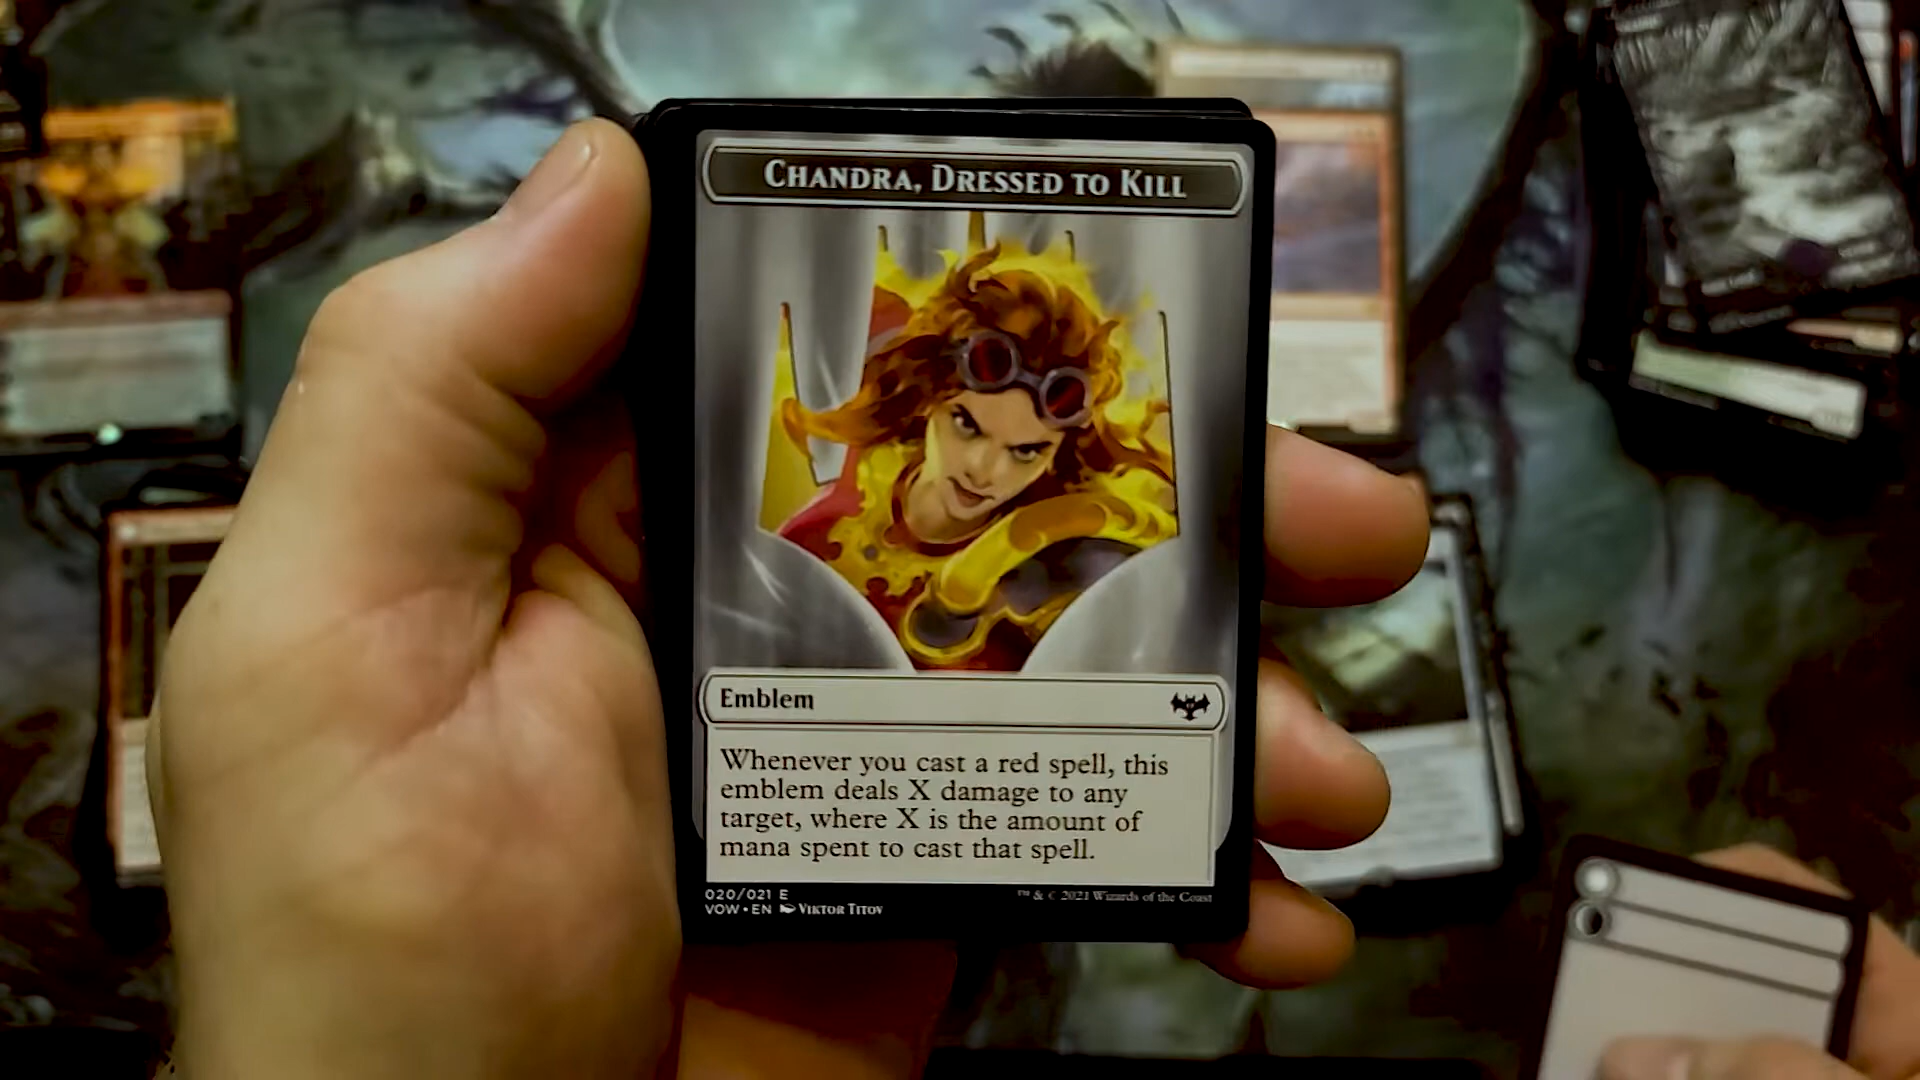 Chandra, Dressed to Kill
Emblem
Whenever you cast a red spell, this
emblem deals X damage to any
target, where X is the amount of
mana spent to cast that spell.
020/021 E
™ & © 2021 Wizards of the Coast
VOW • EN Viktor Titov